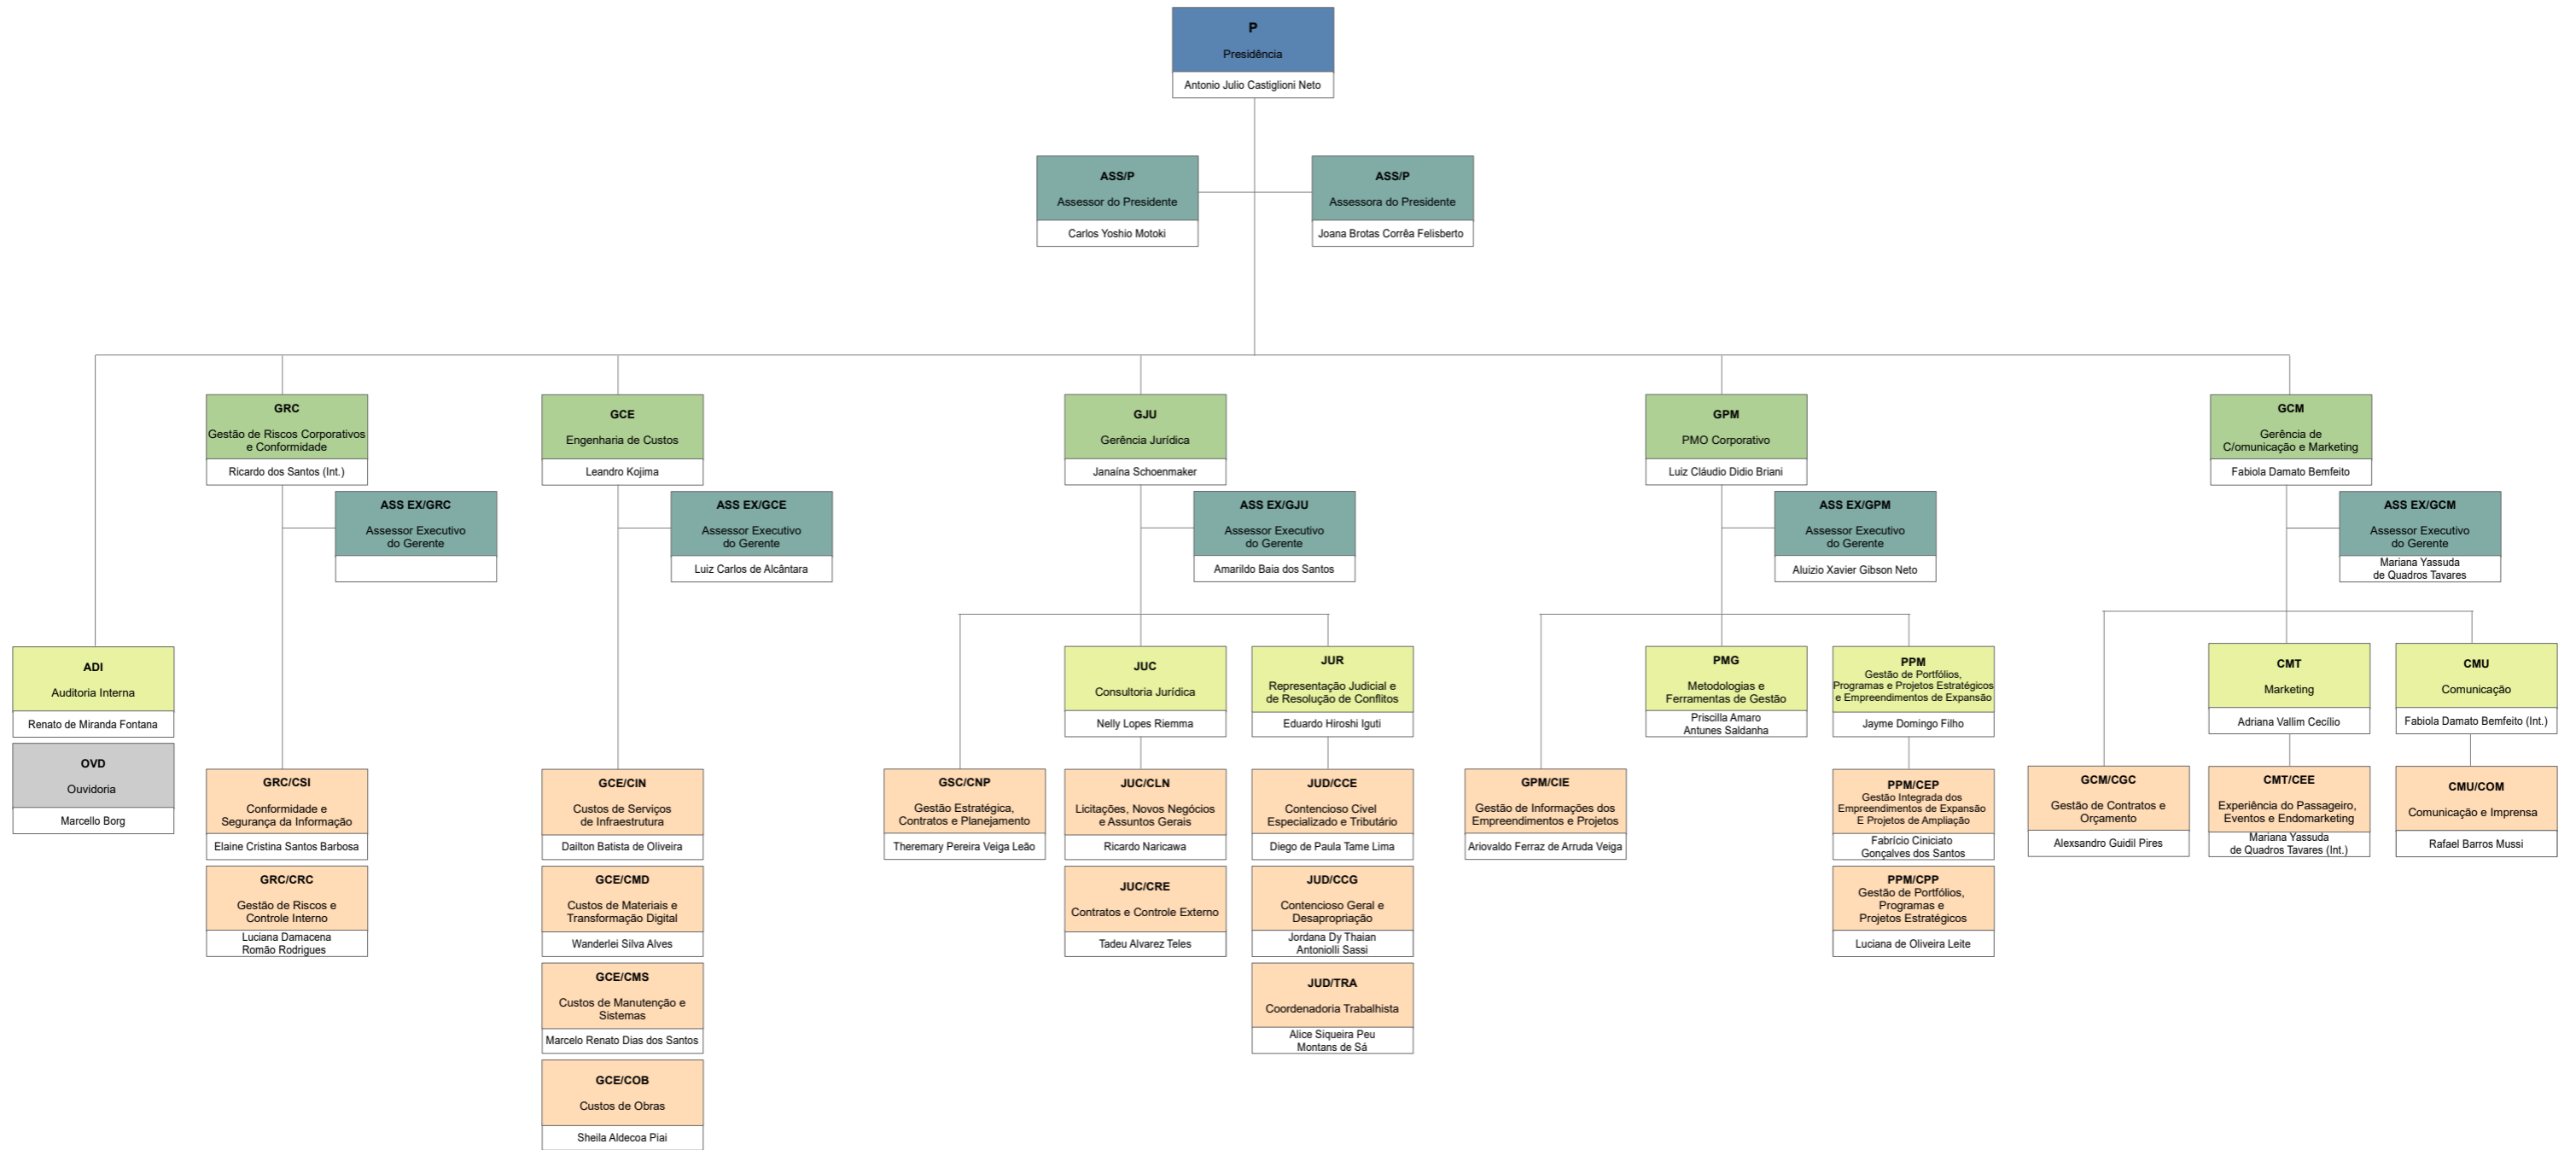 P
Presidência
Antonio Julio Castiglioni Neto
ASS/P
Assessor do Presidente
Carlos Yoshio Motoki
ASS/P
Assessora do Presidente
Joana Brotas Corrêa Felisberto
GRC
Gestão de Riscos Corporativos
e Conformidade
Ricardo dos Santos (Int.)
ASS EX/GRC
Assessor Executivo
do Gerente
GCE
Engenharia de Custos
Leandro Kojima
ASS EX/GCE
Assessor Executivo
do Gerente
Luiz Carlos de Alcântara
GJU
Gerência Jurídica
Janaína Schoenmaker
ASS EX/GJU
Assessor Executivo
do Gerente
Amarildo Baia dos Santos
GPM
PMO Corporativo
Luiz Cláudio Didio Briani
ASS EX/GPM
Assessor Executivo
do Gerente
Aluizio Xavier Gibson Neto
GCM
Gerência de
C/omunicação e Marketing
Fabiola Damato Bemfeito
ASS EX/GCM
Assessor Executivo
do Gerente
Mariana Yassuda
de Quadros Tavares
ADI
Auditoria Interna
Renato de Miranda Fontana
OVD
Ouvidoria
Marcello Borg
GRC/CSI
Conformidade e
Segurança da Informação
Elaine Cristina Santos Barbosa
GRC/CRC
Gestão de Riscos e
Controle Interno
Luciana Damacena
Romão Rodrigues
GCE/CIN
Custos de Serviços
de Infraestrutura
Dailton Batista de Oliveira
GCE/CMD
Custos de Materiais e
Transformação Digital
Wanderlei Silva Alves
GCE/CMS
Custos de Manutenção e
Sistemas
Marcelo Renato Dias dos Santos
GCE/COB
Custos de Obras
Sheila Aldecoa Piai
GSC/CNP
Gestão Estratégica,
Contratos e Planejamento
Theremary Pereira Veiga Leão
JUC
Consultoria Jurídica
Nelly Lopes Riemma
JUC/CLN
Licitações, Novos Negócios
e Assuntos Gerais
Ricardo Naricawa
JUC/CRE
Contratos e Controle Externo
Tadeu Alvarez Teles
JUR
Representação Judicial e
de Resolução de Conflitos
Eduardo Hiroshi Iguti
JUD/CCE
Contencioso Civel
Especializado e Tributário
Diego de Paula Tame Lima
JUD/CCG
Contencioso Geral e
Desapropriação
Jordana Dy Thaian
Antoniolli Sassi
JUD/TRA
Coordenadoria Trabalhista
Alice Siqueira Peu
Montans de Sá
GPM/CIE
Gestão de Informações dos
Empreendimentos e Projetos
Ariovaldo Ferraz de Arruda Veiga
PMG
Metodologias e
Ferramentas de Gestão
Priscilla Amaro
Antunes Saldanha
PPM
Gestão de Portfólios,
Programas e Projetos Estratégicos
e Empreendimentos de Expansão
Jayme Domingo Filho
PPM/CEP
Gestão Integrada dos
Empreendimentos de Expansão
E Projetos de Ampliação
Fabrício Ciniciato
Gonçalves dos Santos
PPM/CPP
Gestão de Portfólios,
Programas e
Projetos Estratégicos
Luciana de Oliveira Leite
GCM/CGC
Gestão de Contratos e
Orçamento
Alexsandro Guidil Pires
CMT
Marketing
Adriana Vallim Cecílio
CMT/CEE
Experiência do Passageiro,
Eventos e Endomarketing
Mariana Yassuda
de Quadros Tavares (Int.)
CMU
Comunicação
Fabiola Damato Bemfeito (Int.)
CMU/COM
Comunicação e Imprensa
Rafael Barros Mussi